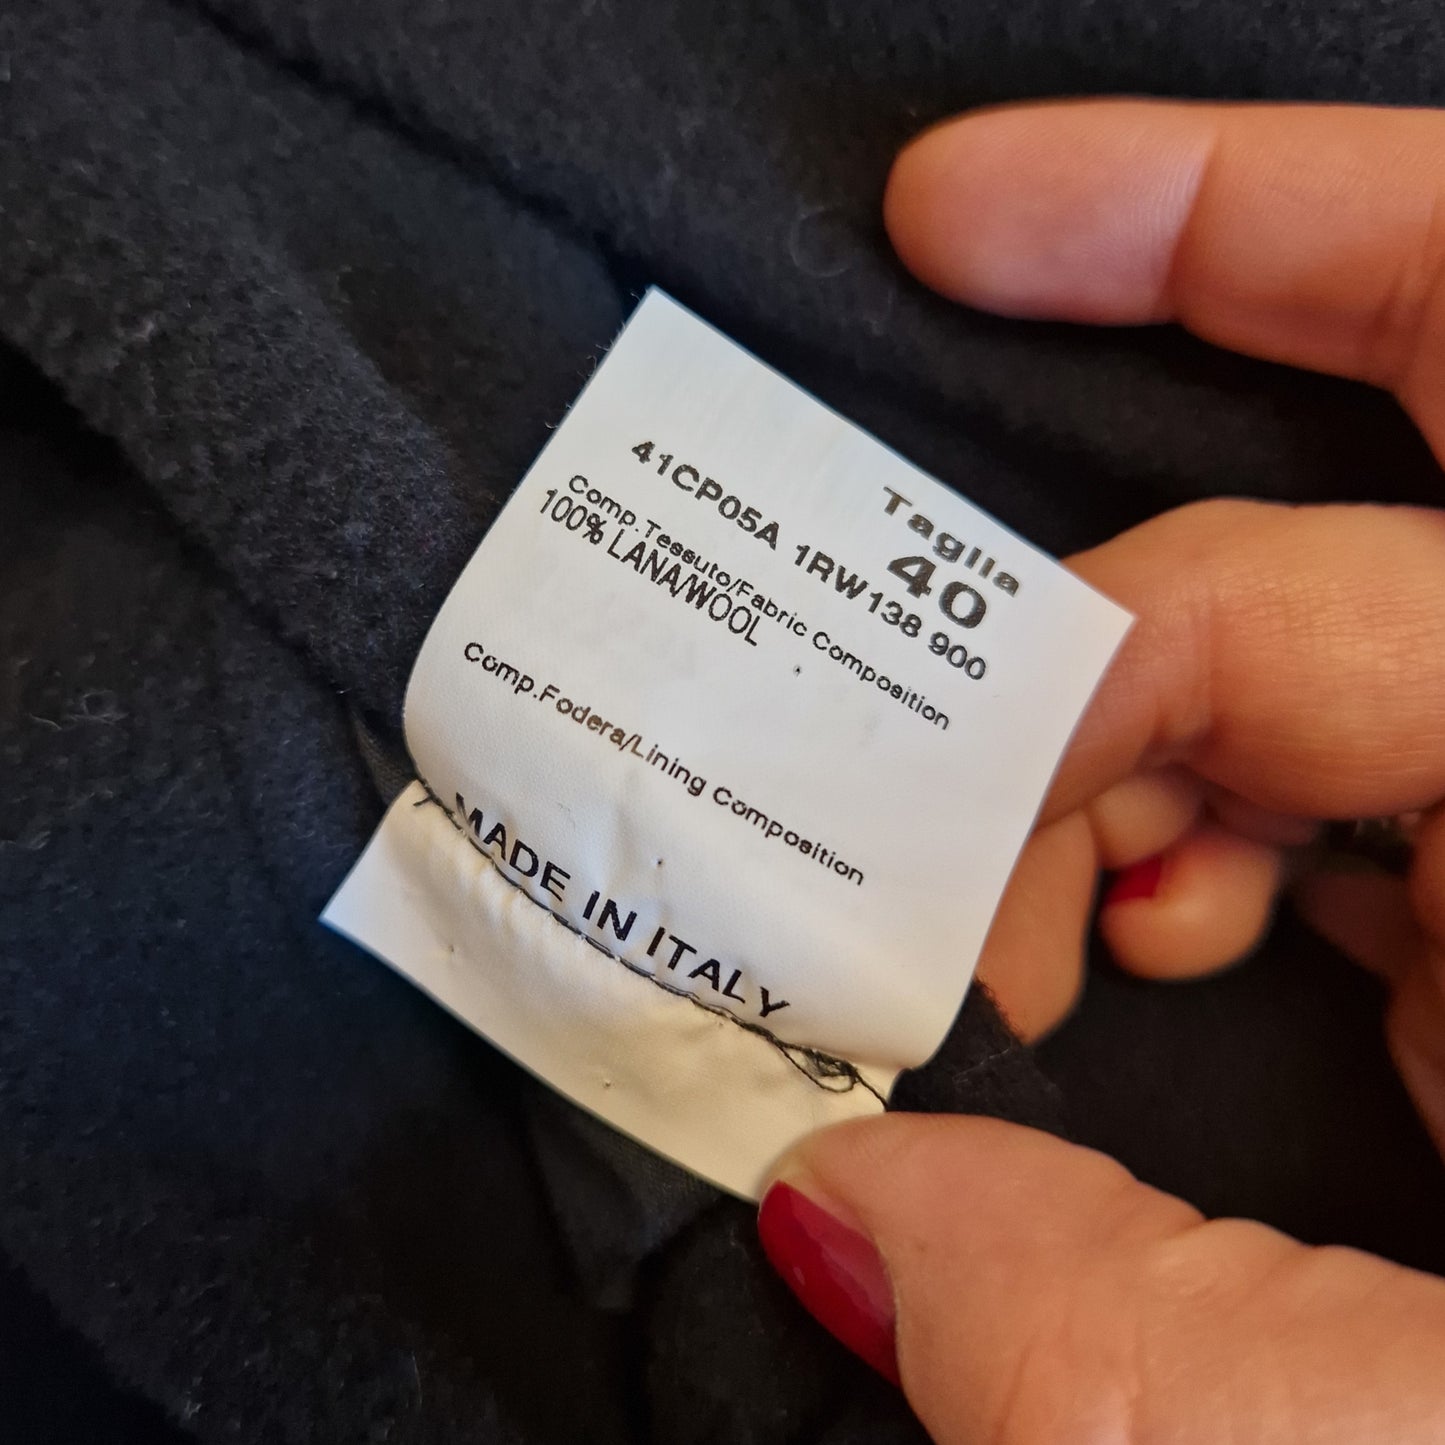 Taglia
40
41CP05A 1RW138 900
Comp.Tessuto/Fabric Composition
100% LANA/WOOL
Comp.Fodera/Lining Composition
MADE IN ITALY